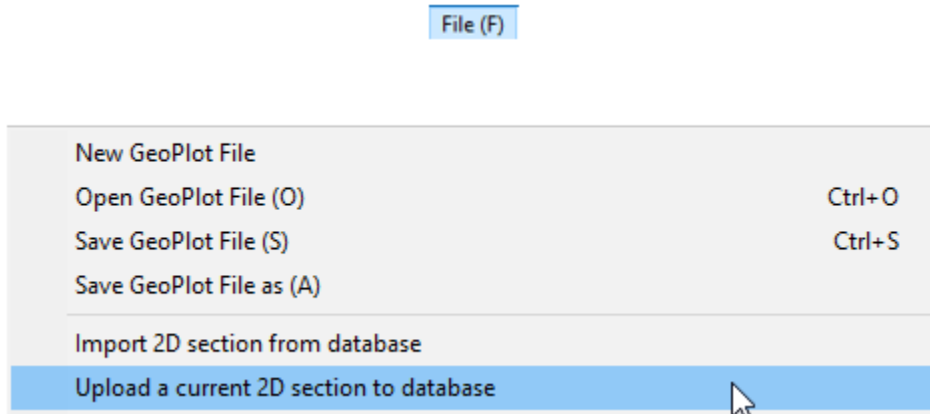 File (F)
New GeoPlot File
Open GeoPlot File (O) Ctrl+O
Save GeoPlot File (S) Ctrl+S
Save GeoPlot File as (A)
Import 2D section from database
Upload a current 2D section to database